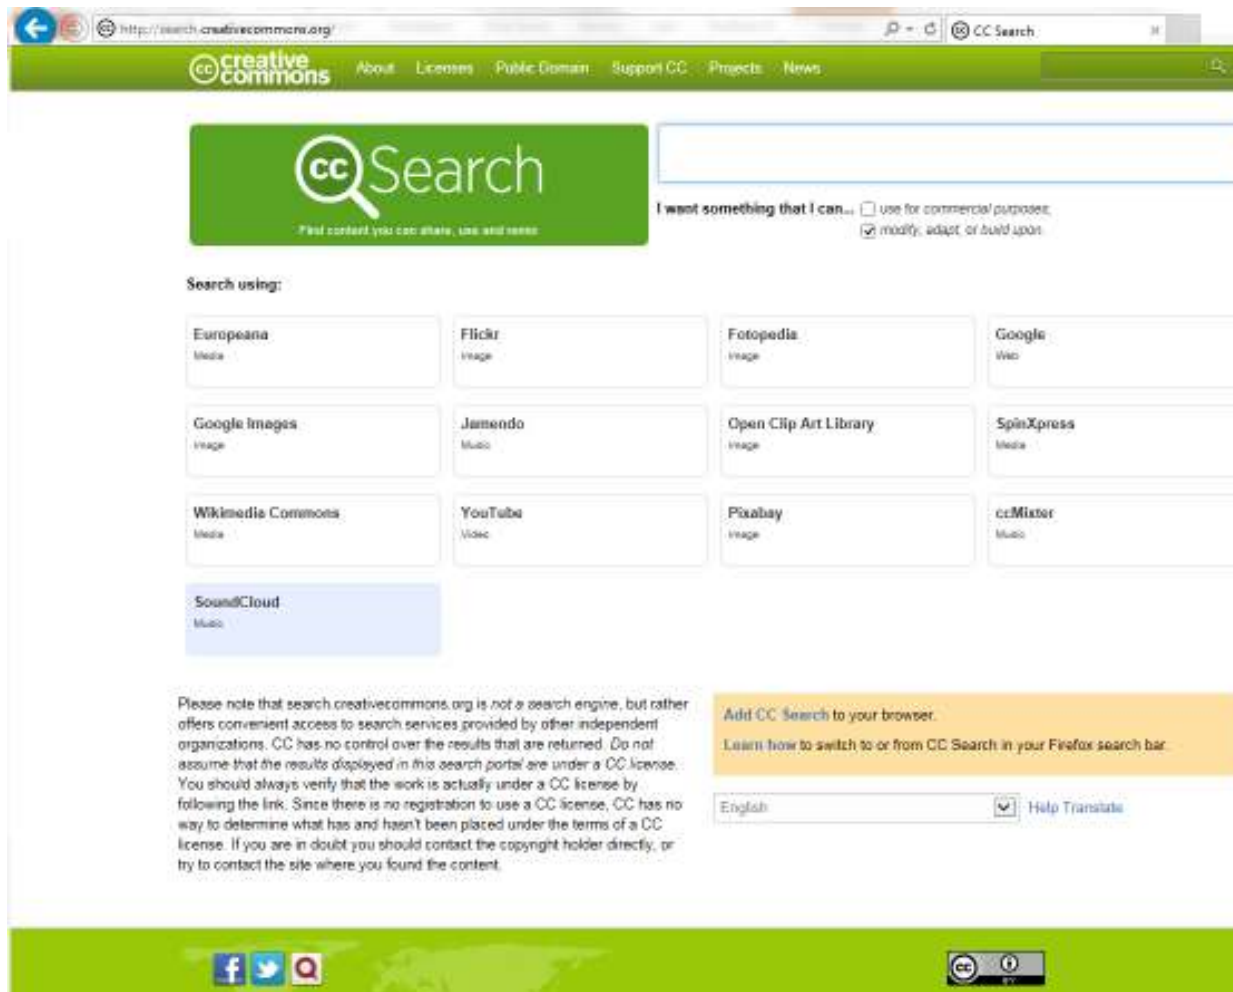 http://search.creativecommons.org/
CC Search
cc creative commons
About Licenses Public Domain Support CC Projects News
cc Search
Find content you can share, use and remix
I want something that I can... use for commercial purposes;
modify, adapt, or build upon.
Search using:
Europeana Flickr Fotopedia Google
Media Image Image Web
Google Images Jamendo Open Clip Art Library SpinXpress
Image Music Image Media
Wikimedia Commons YouTube Pixabay ccMixter
Media Video Image Music
SoundCloud
Music
Please note that search.creativecommons.org is not a search engine, but rather
offers convenient access to search services provided by other independent
organizations. CC has no control over the results that are returned. Do not
assume that the results displayed in this search portal are under a CC license.
You should always verify that the work is actually under a CC license by
following the link. Since there is no registration to use a CC license, CC has no
way to determine what has and hasn't been placed under the terms of a CC
license. If you are in doubt you should contact the copyright holder directly, or
try to contact the site where you found the content.
Add CC Search to your browser.
Learn how to switch to or from CC Search in your Firefox search bar.
English Help Translate
f Q cc BY